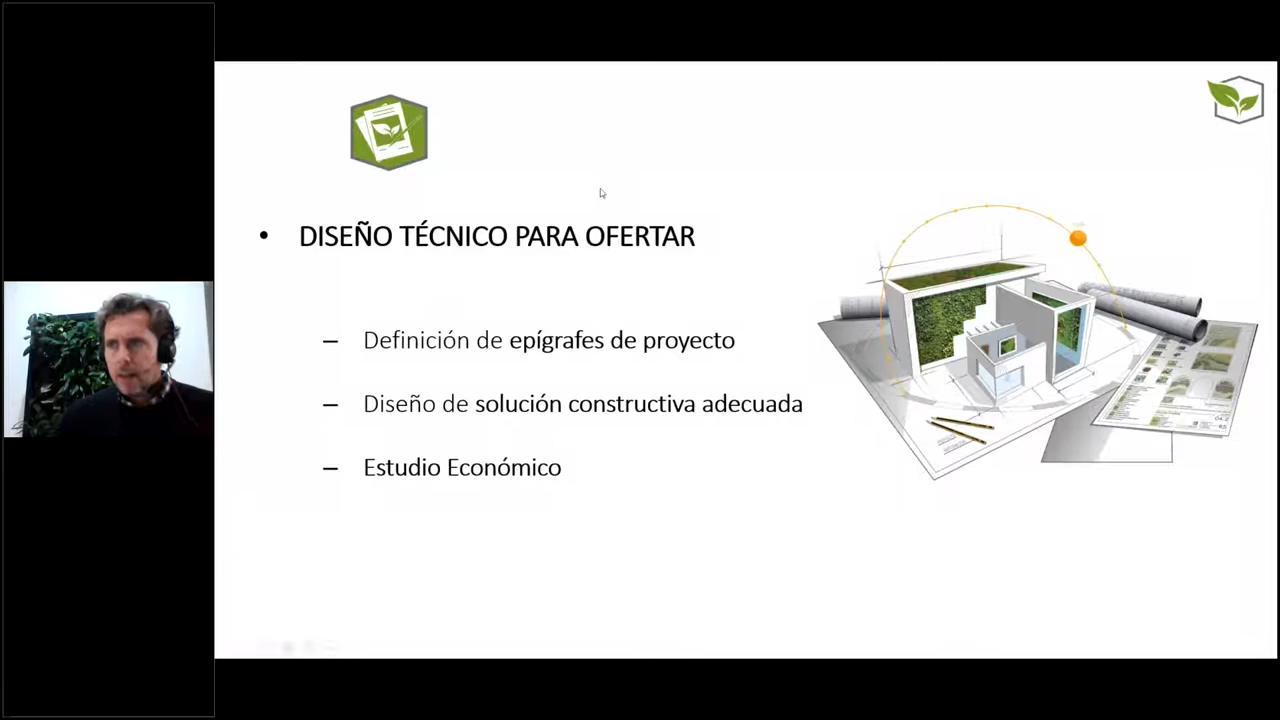 • DISEÑO TÉCNICO PARA OFERTAR
– Definición de epígrafes de proyecto
– Diseño de solución constructiva adecuada
– Estudio Económico